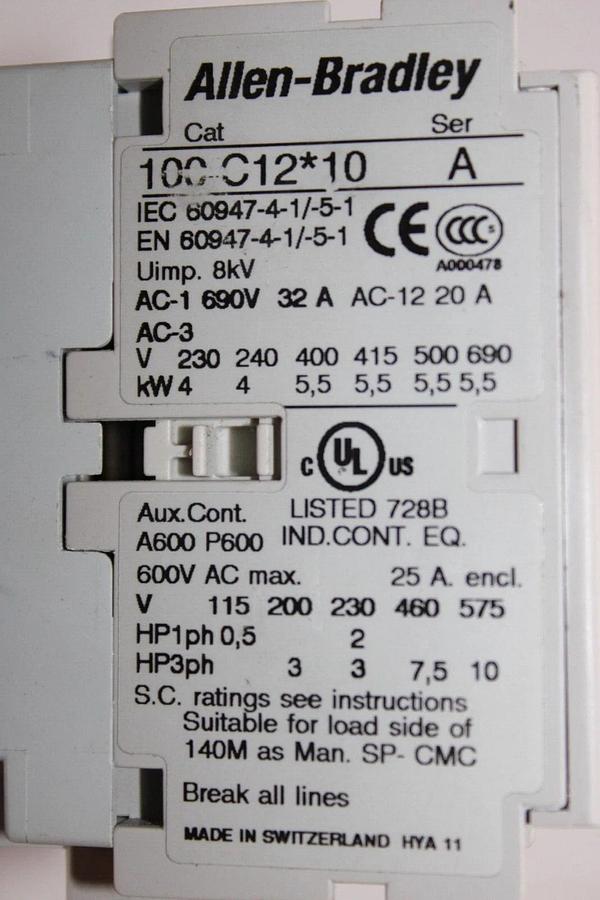 Allen-Bradley
Cat Ser
100-C12*10 A
IEC 60947-4-1/-5-1
EN 60947-4-1/-5-1
CE CCC S
Uimp. 8kV A000478
AC-1 690V 32 A AC-12 20 A
AC-3
V 230 240 400 415 500 690
kW 4 4 5,5 5,5 5,5 5,5
C UL US
Aux.Cont. LISTED 728B
A600 P600 IND.CONT. EQ.
600V AC max. 25 A. encl.
V 115 200 230 460 575
HP1ph 0,5 2
HP3ph 3 3 7,5 10
S.C. ratings see instructions
Suitable for load side of
140M as Man. SP- CMC
Break all lines
MADE IN SWITZERLAND HYA 11